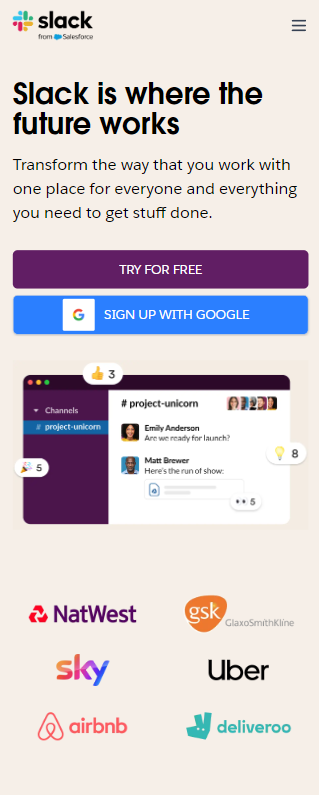 slack
from Salesforce
Slack is where the
future works
Transform the way that you work with
one place for everyone and everything
you need to get stuff done.
TRY FOR FREE
G SIGN UP WITH GOOGLE
👍 3
Channels
# project-unicorn
# project-unicorn
Emily Anderson
Are we ready for launch?
Matt Brewer
Here's the run of show:
🎉 5
💡 8
👀 5
NatWest
gsk GlaxoSmithKline
sky
Uber
airbnb
deliveroo